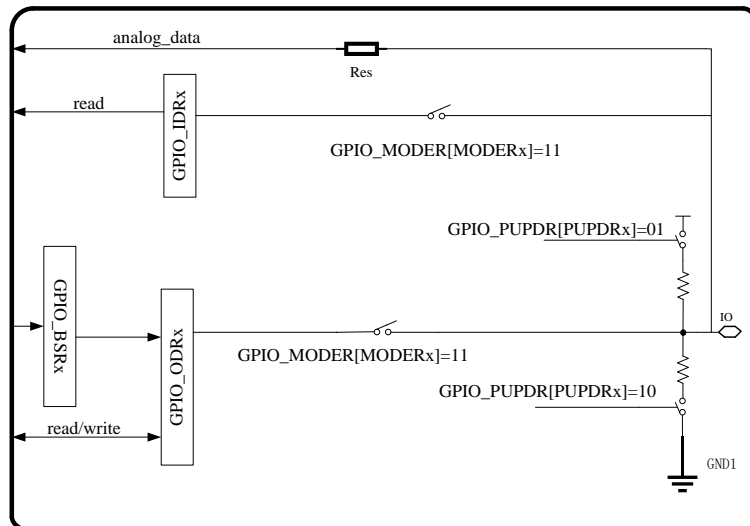 analog_data
Res
read
GPIO_IDRx
GPIO_MODER[MODERx]=11
GPIO_PUPDR[PUPDRx]=01
GPIO_BSRx
GPIO_ODRx
IO
GPIO_MODER[MODERx]=11
GPIO_PUPDR[PUPDRx]=10
read/write
GND1